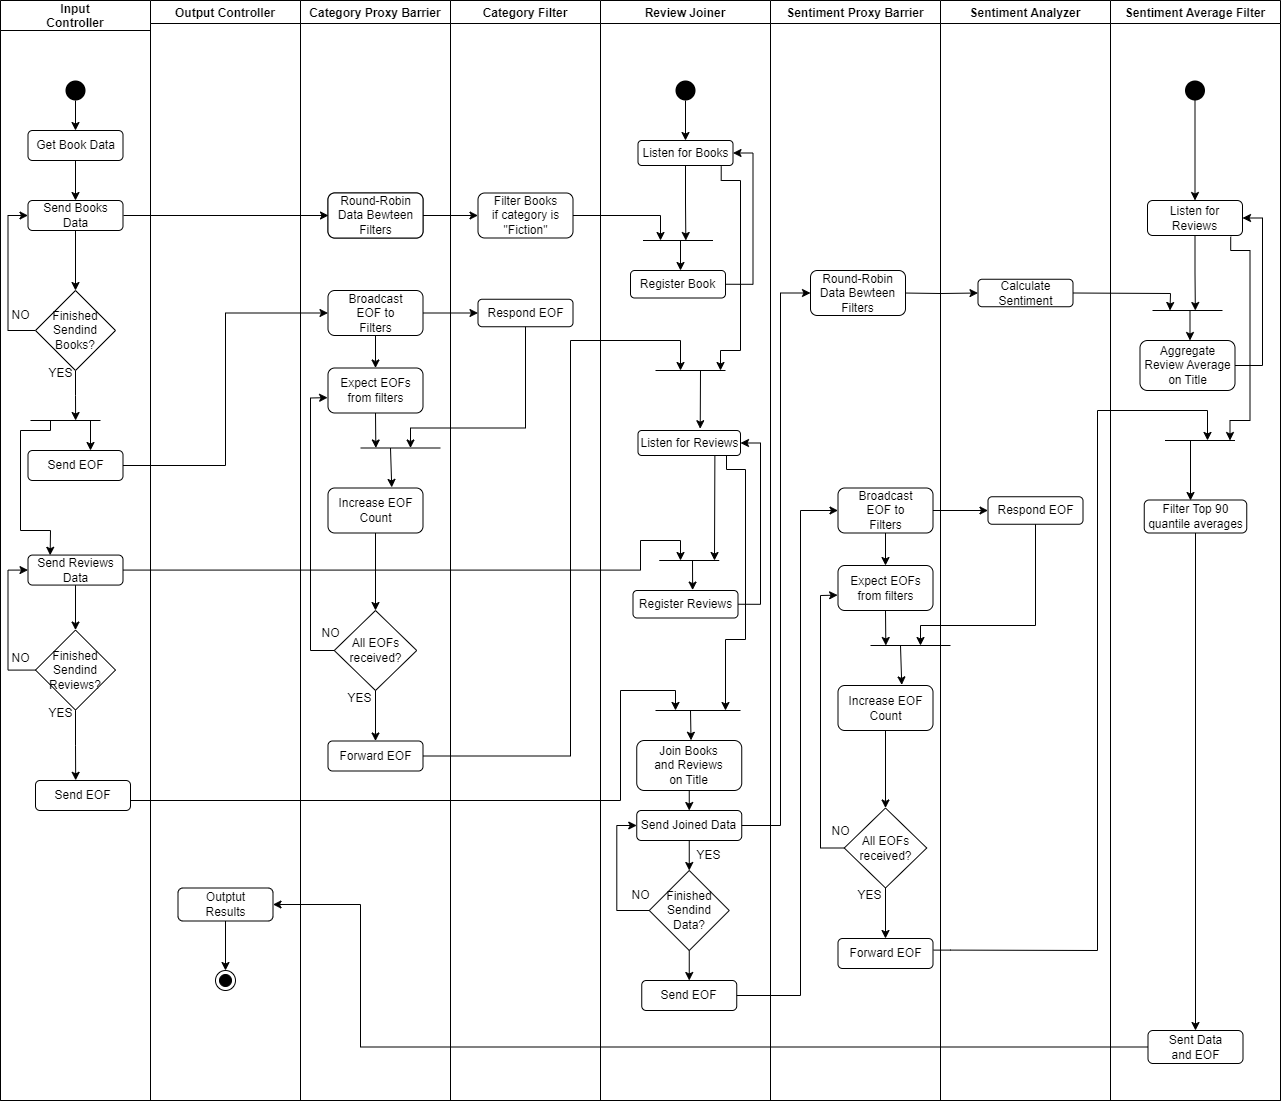 Input
Controller
Output Controller
Category Proxy Barrier
Category Filter
Review Joiner
Sentiment Proxy Barrier
Sentiment Analyzer
Sentiment Average Filter
Get Book Data
Send Books
Data
NO
Finished
Sendind
Books?
YES
Send EOF
Send Reviews
Data
NO
Finished
Sendind
Reviews?
YES
Send EOF
Outptut
Results
Round-Robin
Data Bewteen
Filters
Broadcast
EOF to
Filters
Expect EOFs
from filters
Increase EOF
Count
NO
All EOFs
received?
YES
Forward EOF
Filter Books
if category is
"Fiction"
Respond EOF
Listen for Books
Register Book
Listen for Reviews
Register Reviews
Join Books
and Reviews
on Title
Send Joined Data
YES
NO
Finished
Sendind
Data?
Send EOF
Round-Robin
Data Bewteen
Filters
Broadcast
EOF to
Filters
Expect EOFs
from filters
Increase EOF
Count
NO
All EOFs
received?
YES
Forward EOF
Calculate
Sentiment
Respond EOF
Listen for
Reviews
Aggregate
Review Average
on Title
Filter Top 90
quantile averages
Sent Data
and EOF